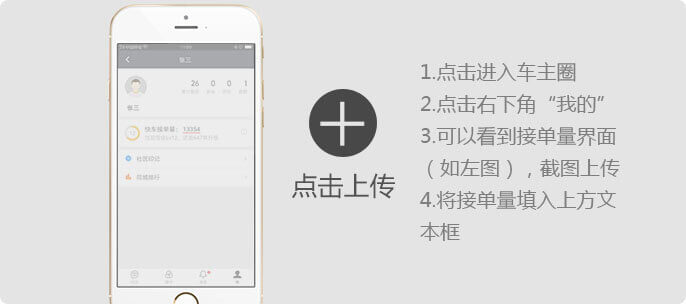 张三
26 0 0 1
张三
快车接单量：13354
12
社区印记
司城排行
点击上传
1.点击进入车主圈
2.点击右下角“我的”
3.可以看到接单量界面
（如左图），截图上传
4.将接单量填入上方文
本框